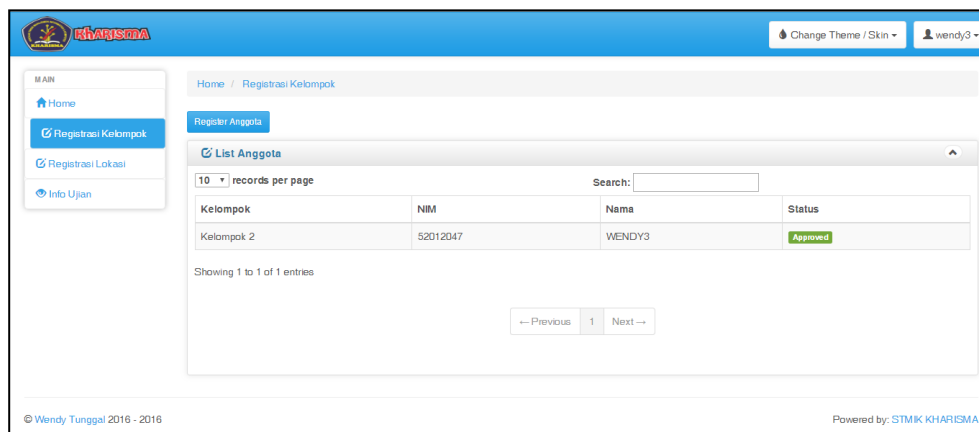 KHARISMA
KHARISMA
Change Theme / Skin
wendy3
MAIN
Home
Registrasi Kelompok
Registrasi Lokasi
Info Ujian
Home / Registrasi Kelompok
Register Anggota
List Anggota
10 records per page
Search:
Kelompok NIM Nama Status
Kelompok 2 52012047 WENDY3 Approved
Showing 1 to 1 of 1 entries
← Previous 1 Next →
© Wendy Tunggal 2016 - 2016
Powered by: STMIK KHARISMA